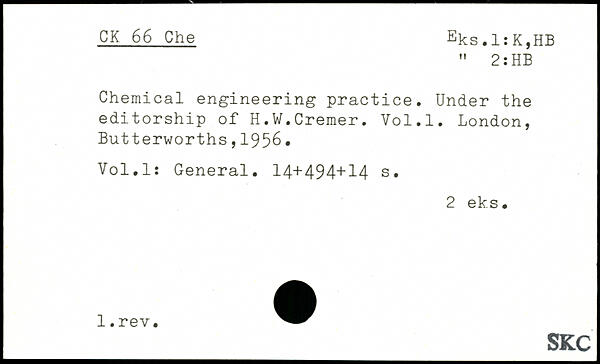 CK 66 Che
Eks.1:K,HB
" 2:HB
Chemical engineering practice. Under the
editorship of H.W.Cremer. Vol.1. London,
Butterworths,1956.
Vol.1: General. 14+494+14 s.
2 eks.
1.rev.
SKC